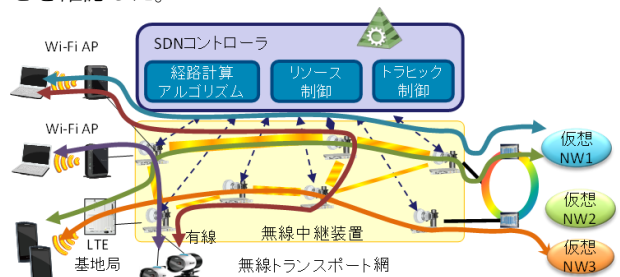 Wi-Fi AP
SDNコントローラ
経路計算
アルゴリズム
リソース
制御
トラヒック
制御
Wi-Fi AP
仮想
NW1
仮想
NW2
仮想
NW3
LTE
基地局
有線
無線中継装置
無線トランスポート網